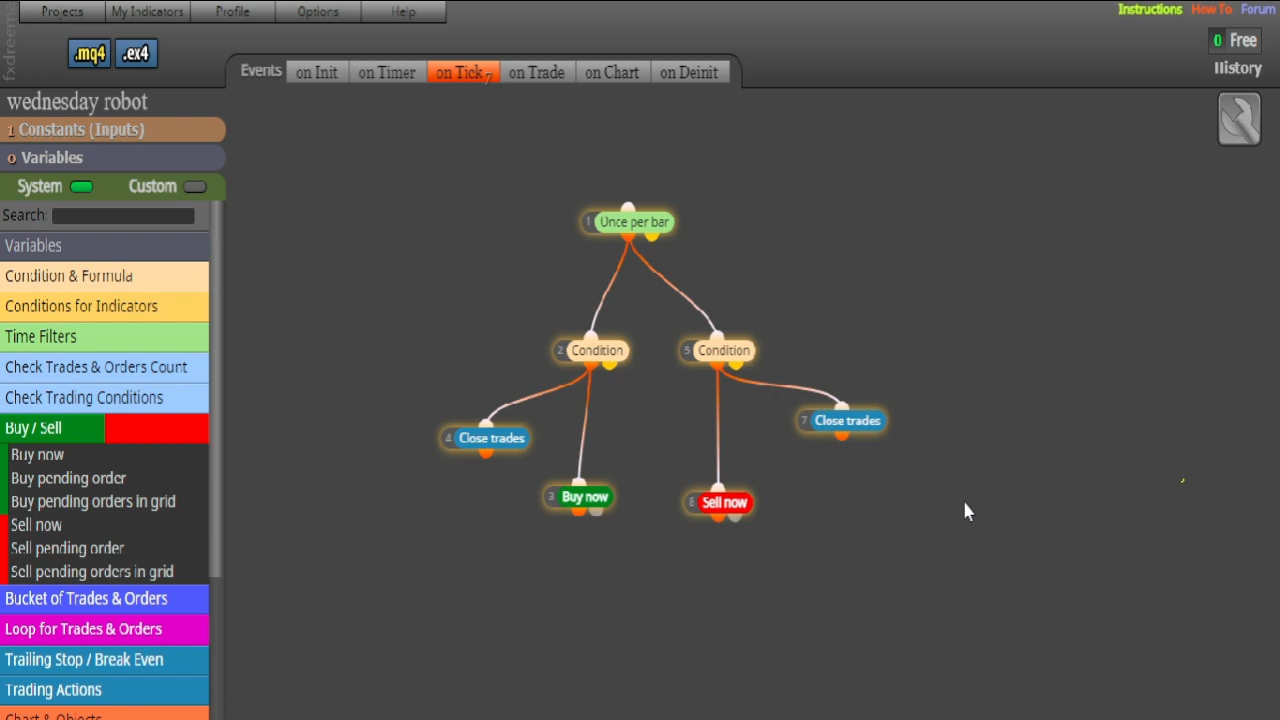 Projects
My Indicators
Profile
Options
Help
Instructions
How To
Forum
fxdreema
.mq4
.ex4
Events
on Init
on Timer
on Tick 7
on Trade
on Chart
on Deinit
0 Free
History
wednesday robot
1 Constants (Inputs)
0 Variables
System
Custom
Search:
Variables
Condition & Formula
Conditions for Indicators
Time Filters
Check Trades & Orders Count
Check Trading Conditions
Buy / Sell
Buy now
Buy pending order
Buy pending orders in grid
Sell now
Sell pending order
Sell pending orders in grid
Bucket of Trades & Orders
Loop for Trades & Orders
Trailing Stop / Break Even
Trading Actions
Chart & Objects
1 Once per bar
2 Condition
5 Condition
4 Close trades
7 Close trades
3 Buy now
8 Sell now